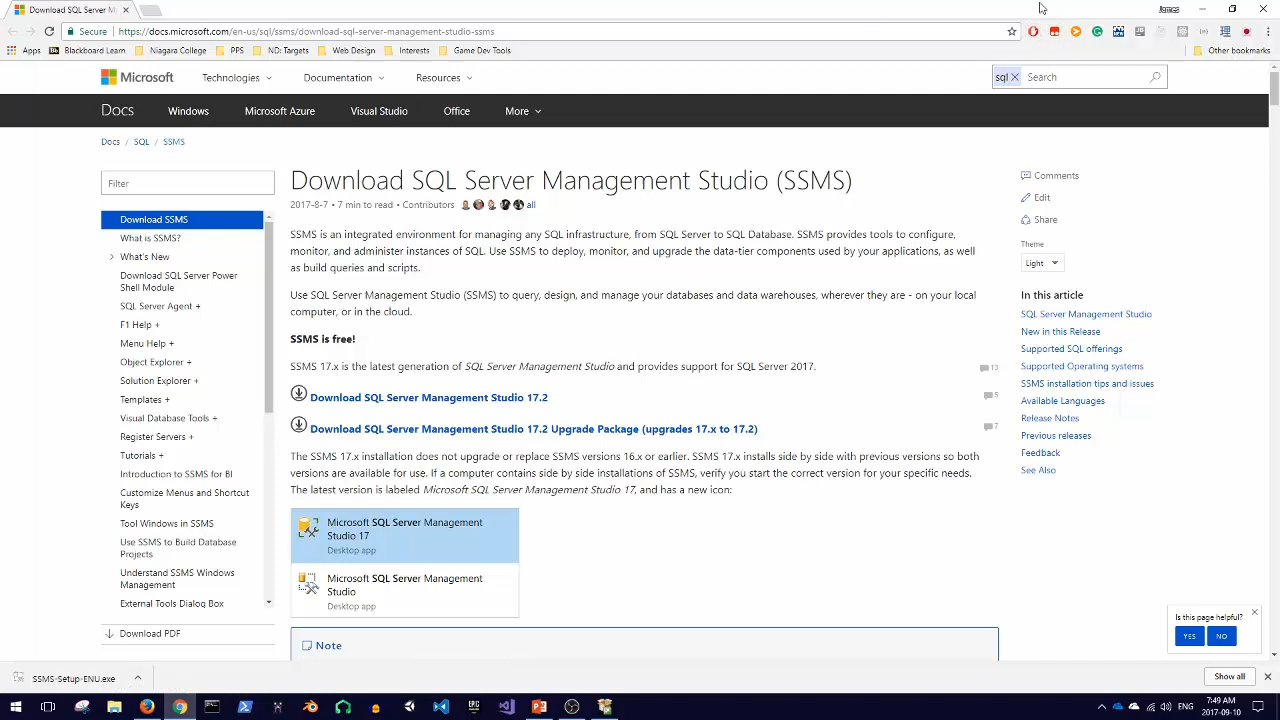 Download SQL Server M
Secure
https://docs.microsoft.com/en-us/sql/ssms/download-sql-server-management-studio-ssms
Apps
Blackboard Learn
Niagara College
PPS
ND: Targets
Web Design
Interests
Game Dev Tools
Other bookmarks
Microsoft
Technologies
Documentation
Resources
sql
Search
Docs
Windows
Microsoft Azure
Visual Studio
Office
More
Docs / SQL / SSMS
Filter
Download SSMS
What is SSMS?
What's New
Download SQL Server Power
Shell Module
SQL Server Agent +
F1 Help +
Menu Help +
Object Explorer +
Solution Explorer +
Templates +
Visual Database Tools +
Register Servers +
Tutorials +
Introduction to SSMS for BI
Customize Menus and Shortcut
Keys
Tool Windows in SSMS
Use SSMS to Build Database
Projects
Understand SSMS Windows
Management
External Tools Dialog Box
Download PDF
Download SQL Server Management Studio (SSMS)
2017-8-7 • 7 min to read • Contributors
all
SSMS is an integrated environment for managing any SQL infrastructure, from SQL Server to SQL Database. SSMS provides tools to configure,
monitor, and administer instances of SQL. Use SSMS to deploy, monitor, and upgrade the data-tier components used by your applications, as well
as build queries and scripts.
Use SQL Server Management Studio (SSMS) to query, design, and manage your databases and data warehouses, wherever they are - on your local
computer, or in the cloud.
SSMS is free!
SSMS 17.x is the latest generation of SQL Server Management Studio and provides support for SQL Server 2017.
13
Download SQL Server Management Studio 17.2
5
Download SQL Server Management Studio 17.2 Upgrade Package (upgrades 17.x to 17.2)
7
The SSMS 17.x installation does not upgrade or replace SSMS versions 16.x or earlier. SSMS 17.x installs side by side with previous versions so both
versions are available for use. If a computer contains side by side installations of SSMS, verify you start the correct version for your specific needs.
The latest version is labeled Microsoft SQL Server Management Studio 17, and has a new icon:
Microsoft SQL Server Management
Studio 17
Desktop app
Microsoft SQL Server Management
Studio
Desktop app
Note
Comments
Edit
Share
Theme
Light
In this article
SQL Server Management Studio
New in this Release
Supported SQL offerings
Supported Operating systems
SSMS installation tips and issues
Available Languages
Release Notes
Previous releases
Feedback
See Also
Is this page helpful?
YES
NO
SSMS-Setup-ENU.exe
Show all
ENG
7:49 AM
2017-09-10